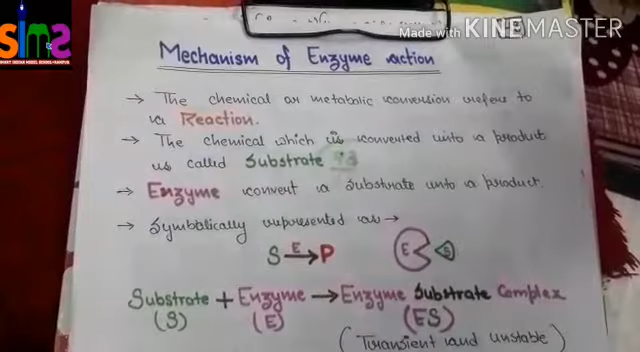 Made with KINEMASTER
SIMS
Mechanism of Enzyme reaction
→ The chemical or metabolic conversion refers to
a Reaction.
→ The chemical which is converted into a product
is called Substrate
→ Enzyme convert a substrate into a product.
→ Symbolically represented as →
S E→ P E S
Substrate + Enzyme → Enzyme Substrate Complex
(S) (E) (ES)
(Transient and unstable)